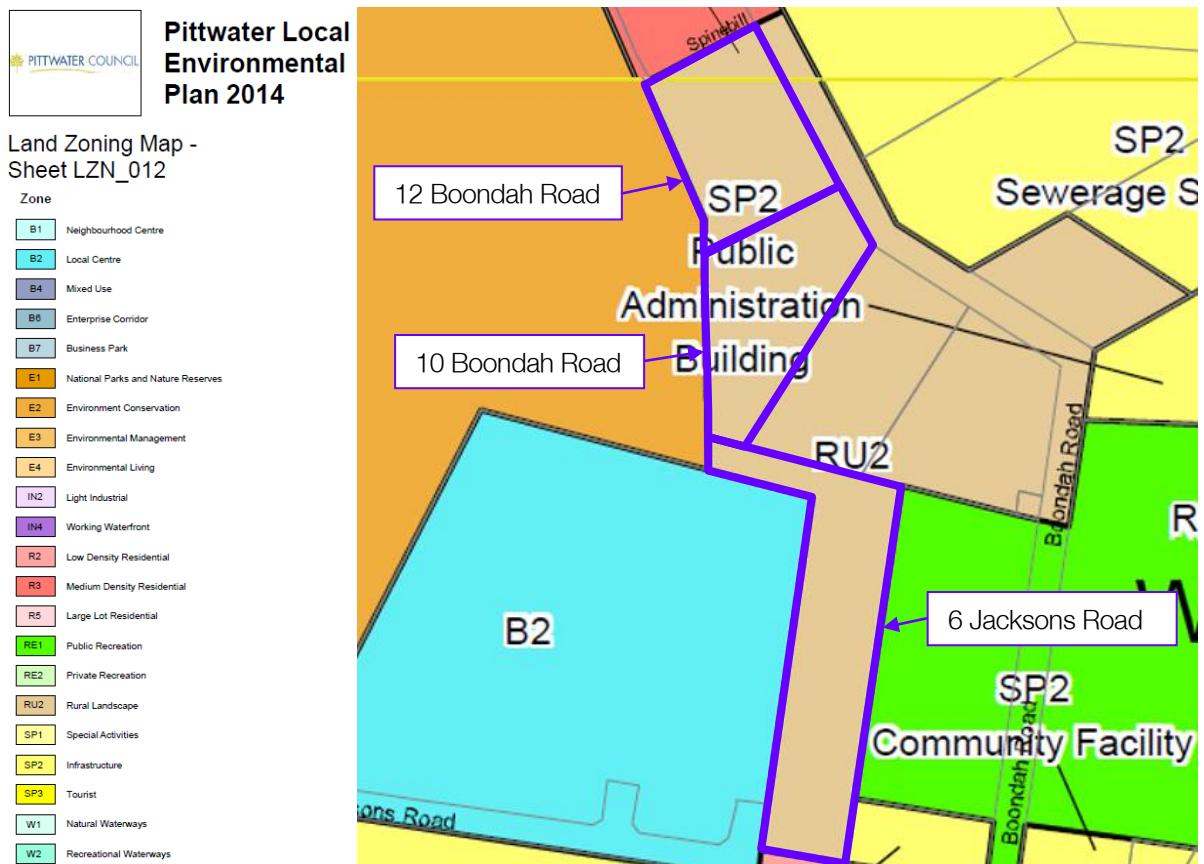 PITTWATER COUNCIL
Pittwater Local
Environmental
Plan 2014
Land Zoning Map -
Sheet LZN_012
Zone
B1 Neighbourhood Centre
B2 Local Centre
B4 Mixed Use
B6 Enterprise Corridor
B7 Business Park
E1 National Parks and Nature Reserves
E2 Environment Conservation
E3 Environmental Management
E4 Environmental Living
IN2 Light Industrial
IN4 Working Waterfront
R2 Low Density Residential
R3 Medium Density Residential
R5 Large Lot Residential
RE1 Public Recreation
RE2 Private Recreation
RU2 Rural Landscape
SP1 Special Activities
SP2 Infrastructure
SP3 Tourist
W1 Natural Waterways
W2 Recreational Waterways
Spinebill
SP2
Sewerage S
12 Boondah Road
SP2
Public
Administration
Building
10 Boondah Road
RU2
Boondah Road
R
W
B2
6 Jacksons Road
SP2
Community Facility
Boondah Road
sons Road